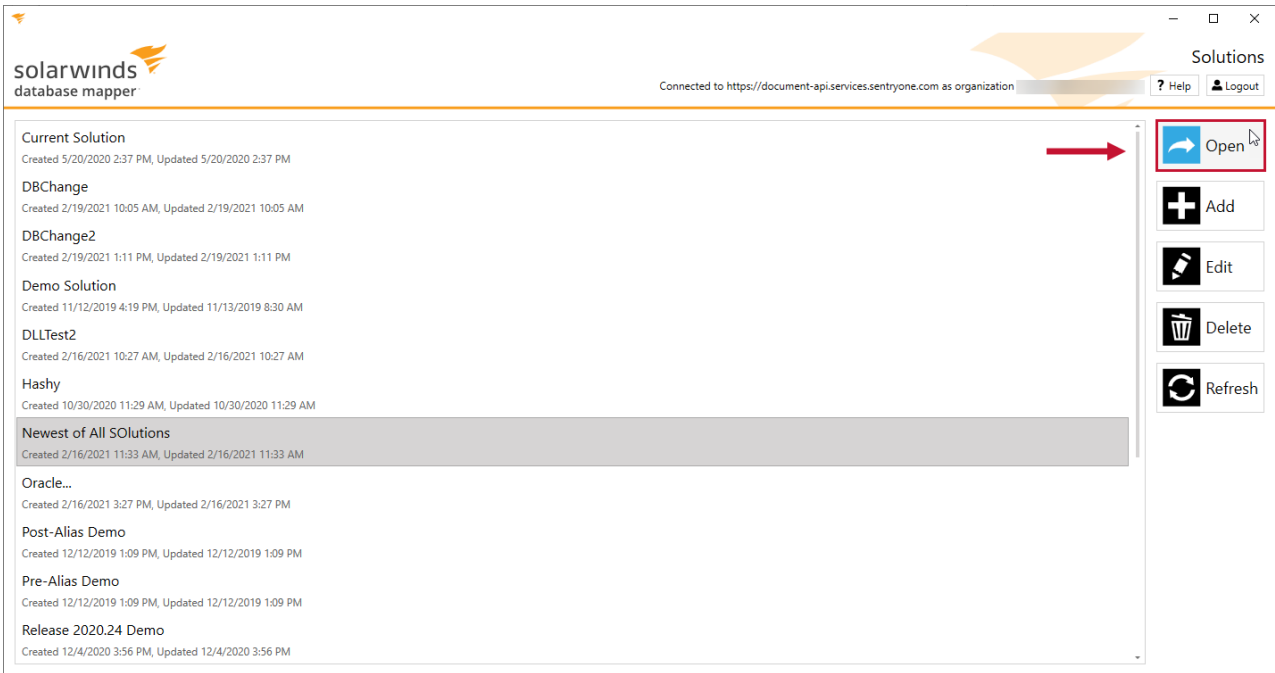 solarwinds
database mapper
Solutions
Connected to https://document-api.services.sentryone.com as organization
? Help
Logout
Current Solution
Created 5/20/2020 2:37 PM, Updated 5/20/2020 2:37 PM
DBChange
Created 2/19/2021 10:05 AM, Updated 2/19/2021 10:05 AM
DBChange2
Created 2/19/2021 1:11 PM, Updated 2/19/2021 1:11 PM
Demo Solution
Created 11/12/2019 4:19 PM, Updated 11/13/2019 8:30 AM
DLLTest2
Created 2/16/2021 10:27 AM, Updated 2/16/2021 10:27 AM
Hashy
Created 10/30/2020 11:29 AM, Updated 10/30/2020 11:29 AM
Newest of All SOlutions
Created 2/16/2021 11:33 AM, Updated 2/16/2021 11:33 AM
Oracle...
Created 2/16/2021 3:27 PM, Updated 2/16/2021 3:27 PM
Post-Alias Demo
Created 12/12/2019 1:09 PM, Updated 12/12/2019 1:09 PM
Pre-Alias Demo
Created 12/12/2019 1:09 PM, Updated 12/12/2019 1:09 PM
Release 2020.24 Demo
Created 12/4/2020 3:56 PM, Updated 12/4/2020 3:56 PM
Open
Add
Edit
Delete
Refresh